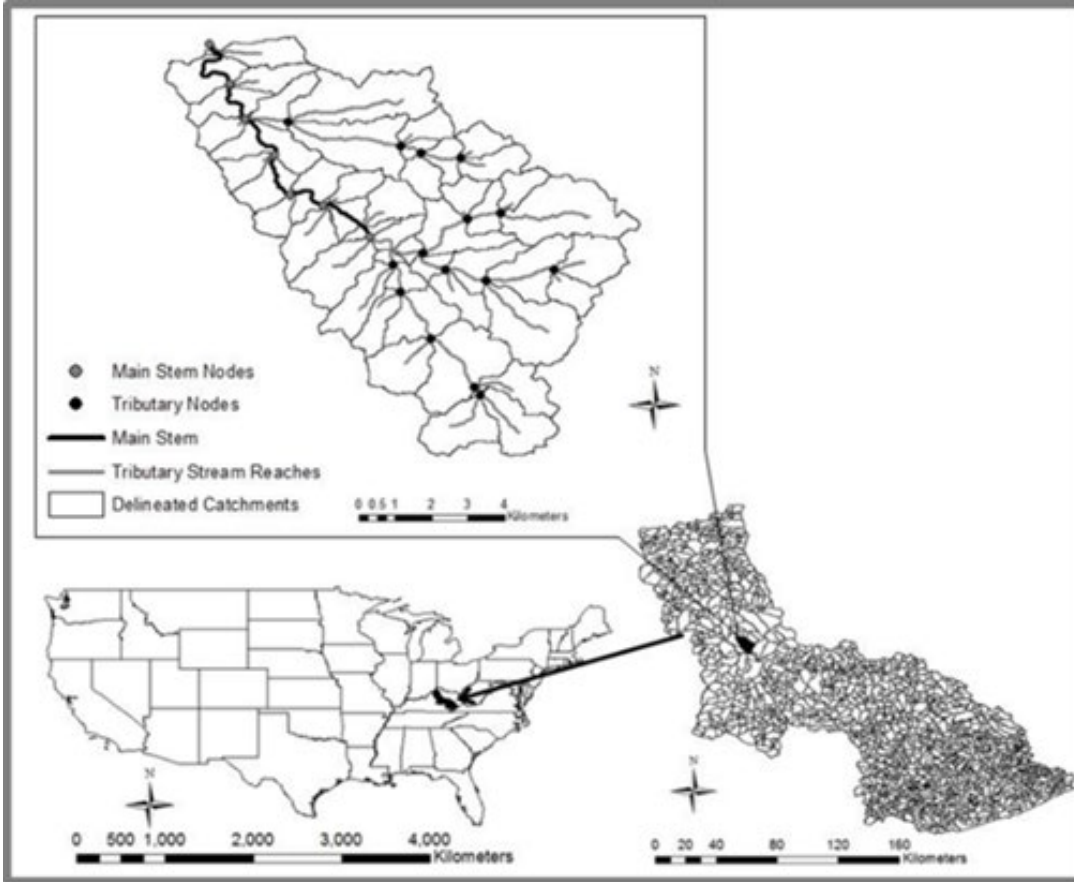 Main Stem Nodes
Tributary Nodes
Main Stem
Tributary Stream Reaches
Delineated Catchments
N
0 0.5 1 2 3 4
Kilometers
N
0 500 1,000 2,000 3,000 4,000
Kilometers
N
0 20 40 80 120 160
Kilometers